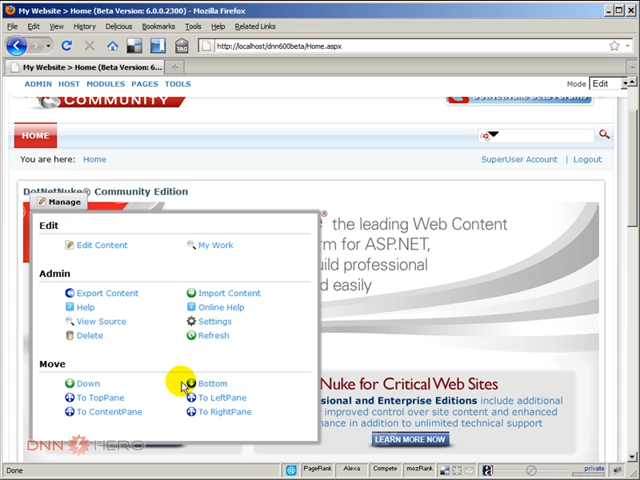 My Website > Home (Beta Version: 6.0.0.2300) - Mozilla Firefox
File Edit View History Delicious Bookmarks Tools Help Related Links
http://localhost/dnn600beta/Home.aspx
My Website > Home (Beta Version: 6....
ADMIN HOST MODULES PAGES TOOLS Mode Edit
COMMUNITY
HOME
You are here: Home SuperUser Account | Logout
DotNetNuke® Community Edition
Manage
the leading Web Content
Edit
Edit Content My Work
rm for ASP.NET,
ild professional
d easily
Admin
Export Content Import Content
Help Online Help
View Source Settings
Delete Refresh
Move
Down Bottom
To TopPane To LeftPane
To ContentPane To RightPane
Nuke for Critical Web Sites
ssional and Enterprise Editions include additional
improved control over site content and enhanced
nce in addition to unlimited technical support
LEARN MORE NOW
DNN HERO
Done PageRank Alexa Compete mozRank private